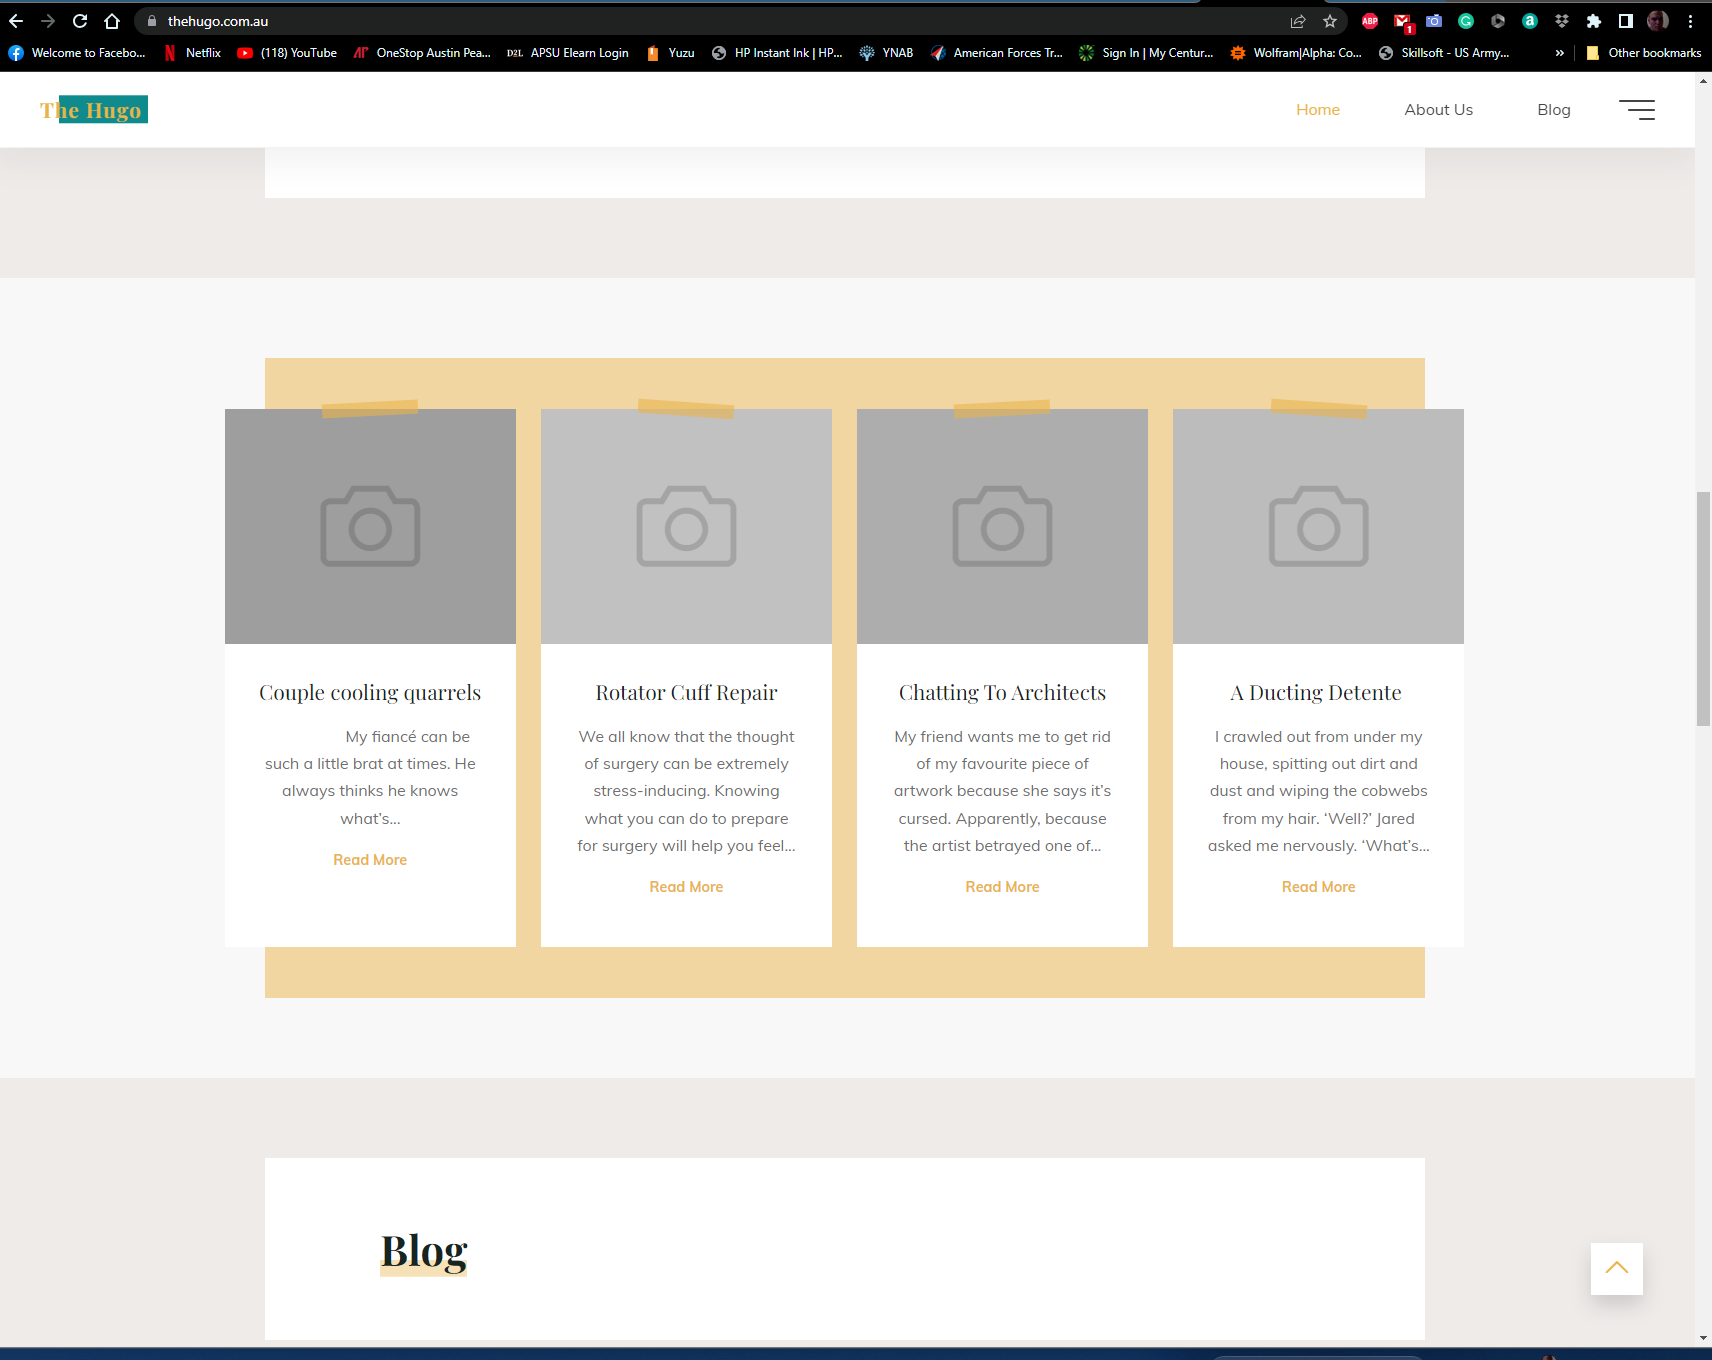 thehugo.com.au
ABP
1
Welcome to Facebo...
Netflix
(118) YouTube
OneStop Austin Pea...
D2L APSU Elearn Login
Yuzu
HP Instant Ink | HP...
YNAB
American Forces Tr...
Sign In | My Centur...
Wolfram|Alpha: Co...
Skillsoft - US Army...
»
Other bookmarks
The Hugo
Home
About Us
Blog
Couple cooling quarrels
My fiancé can be
such a little brat at times. He
always thinks he knows
what’s...
Read More
Rotator Cuff Repair
We all know that the thought
of surgery can be extremely
stress-inducing. Knowing
what you can do to prepare
for surgery will help you feel...
Read More
Chatting To Architects
My friend wants me to get rid
of my favourite piece of
artwork because she says it’s
cursed. Apparently, because
the artist betrayed one of...
Read More
A Ducting Detente
I crawled out from under my
house, spitting out dirt and
dust and wiping the cobwebs
from my hair. ‘Well?’ Jared
asked me nervously. ‘What’s...
Read More
Blog